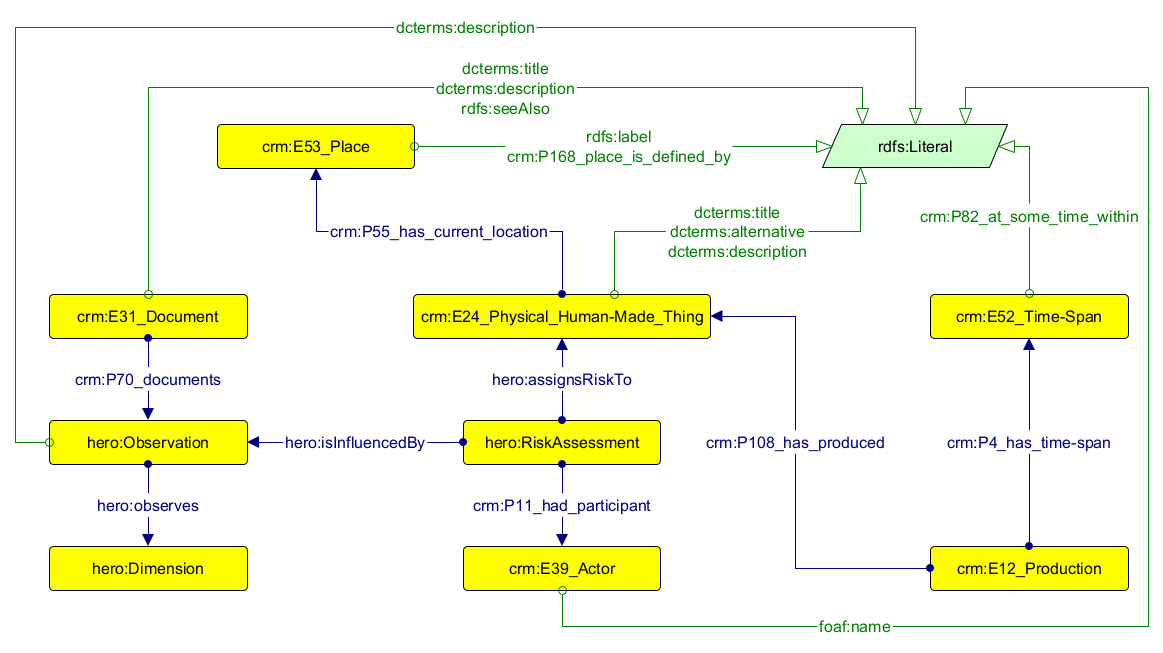 dcterms:description
dcterms:title
dcterms:description
rdfs:seeAlso
crm:E53_Place
rdfs:label
crm:P168_place_is_defined_by
rdfs:Literal
crm:P55_has_current_location
dcterms:title
dcterms:alternative
dcterms:description
crm:P82_at_some_time_within
crm:E31_Document
crm:E24_Physical_Human-Made_Thing
crm:E52_Time-Span
crm:P70_documents
hero:assignsRiskTo
hero:Observation
hero:isInfluencedBy
hero:RiskAssessment
crm:P108_has_produced
crm:P4_has_time-span
hero:observes
crm:P11_had_participant
hero:Dimension
crm:E39_Actor
crm:E12_Production
foaf:name